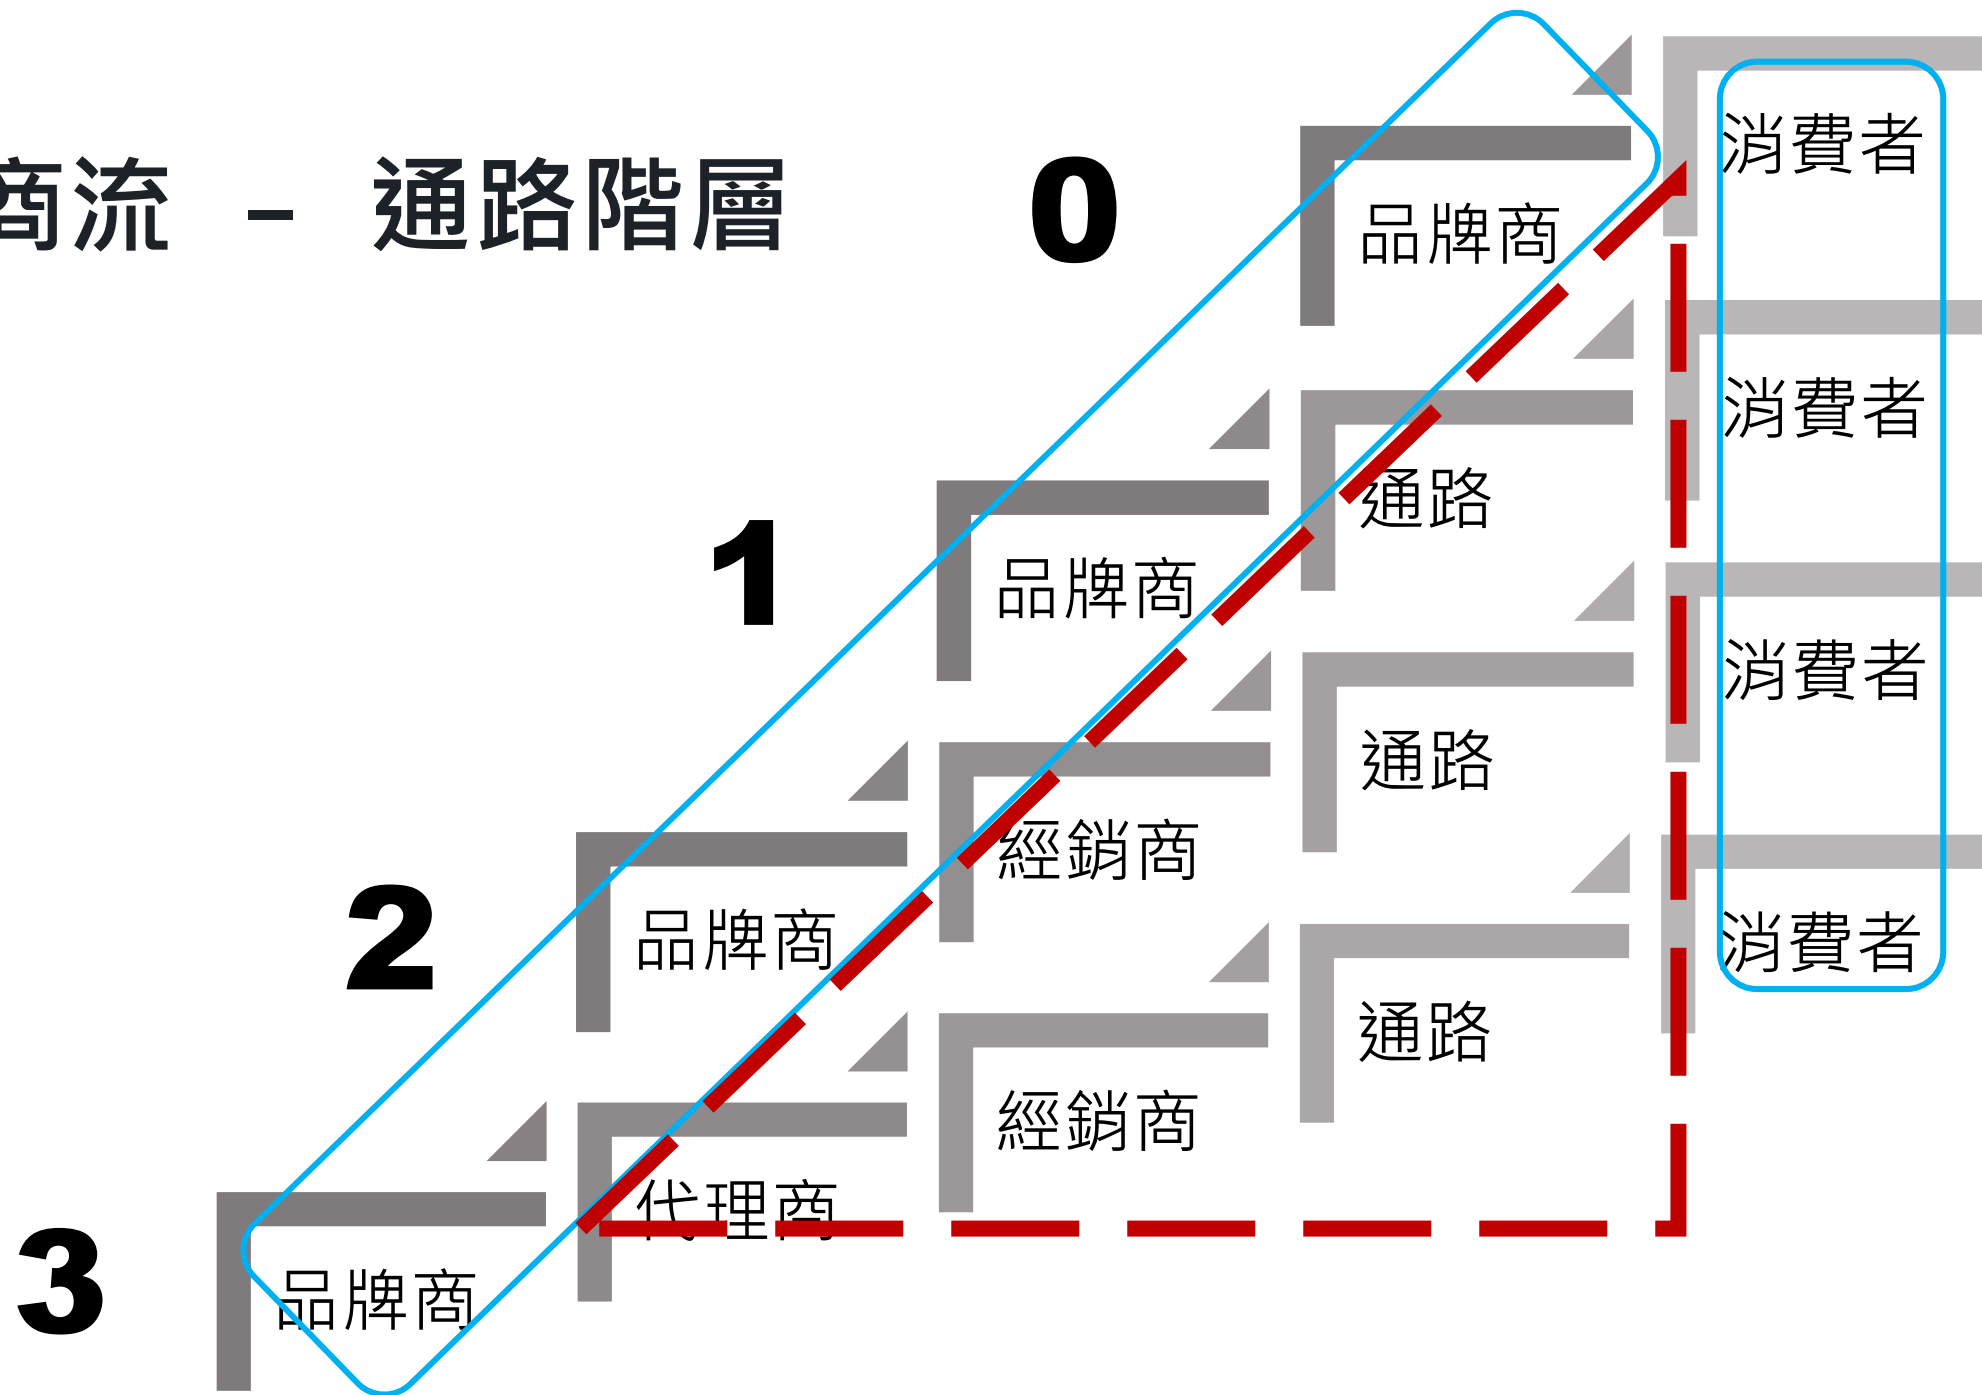 商流 – 通路階層
0 品牌商 消費者
1 品牌商 通路 消費者
2 品牌商 經銷商 通路 消費者
3 品牌商 代理商 經銷商 通路 消費者